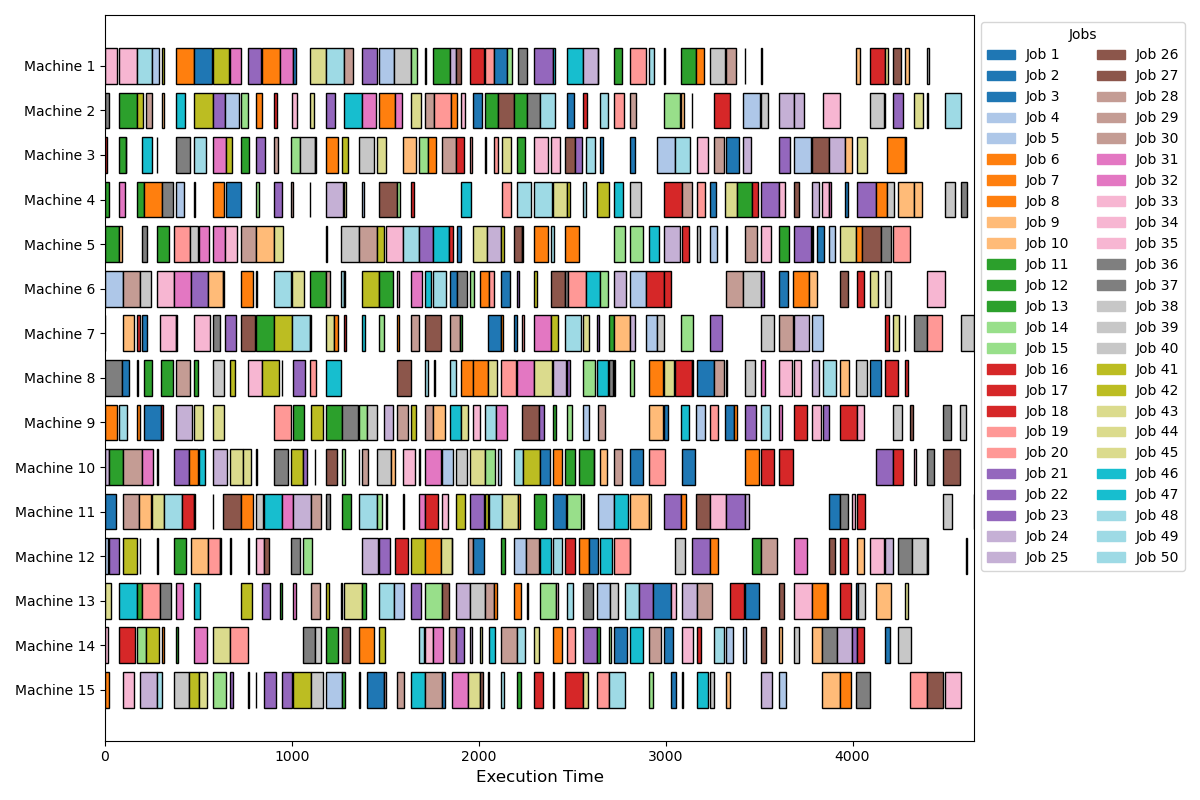 Machine 1
Machine 2
Machine 3
Machine 4
Machine 5
Machine 6
Machine 7
Machine 8
Machine 9
Machine 10
Machine 11
Machine 12
Machine 13
Machine 14
Machine 15
0 1000 2000 3000 4000
Execution Time
Jobs
Job 1
Job 2
Job 3
Job 4
Job 5
Job 6
Job 7
Job 8
Job 9
Job 10
Job 11
Job 12
Job 13
Job 14
Job 15
Job 16
Job 17
Job 18
Job 19
Job 20
Job 21
Job 22
Job 23
Job 24
Job 25
Job 26
Job 27
Job 28
Job 29
Job 30
Job 31
Job 32
Job 33
Job 34
Job 35
Job 36
Job 37
Job 38
Job 39
Job 40
Job 41
Job 42
Job 43
Job 44
Job 45
Job 46
Job 47
Job 48
Job 49
Job 50